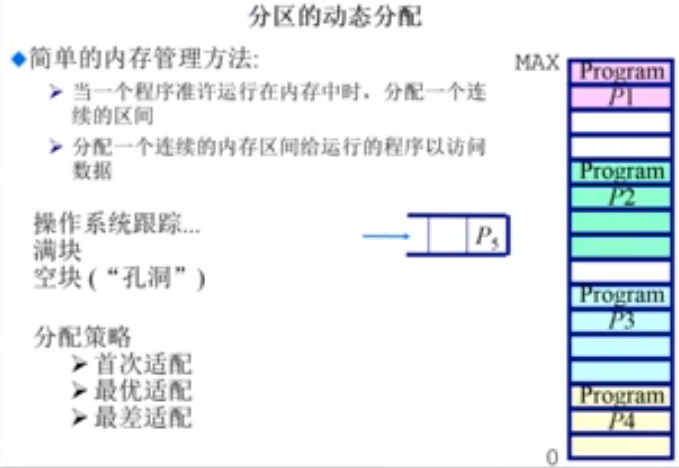 分区的动态分配
◆简单的内存管理方法:
➢ 当一个程序准许运行在内存中时，分配一个连
续的区间
➢ 分配一个连续的内存区间给运行的程序以访问
数据
操作系统跟踪...
满块
空块 (“孔洞”)
分配策略
➢ 首次适配
➢ 最优适配
➢ 最差适配
P5
MAX
Program
P1
Program
P2
Program
P3
Program
P4
0